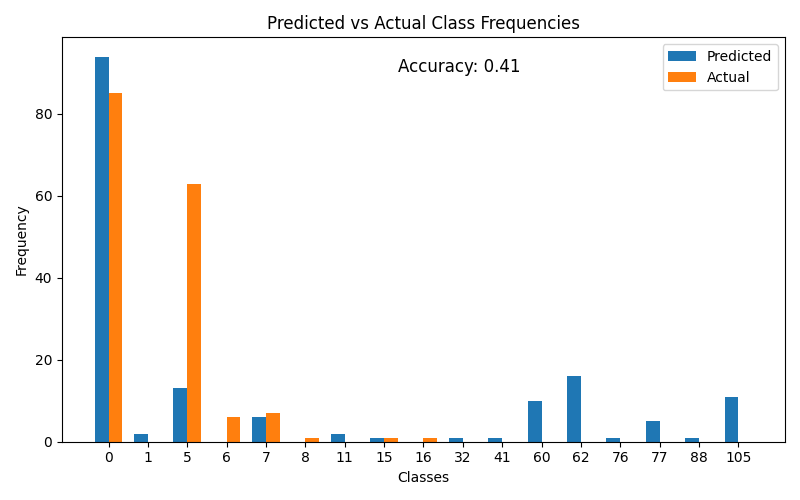 Predicted vs Actual Class Frequencies
Accuracy: 0.41
Predicted
Actual
Frequency
80
60
40
20
0
0 1 5 6 7 8 11 15 16 32 41 60 62 76 77 88 105
Classes